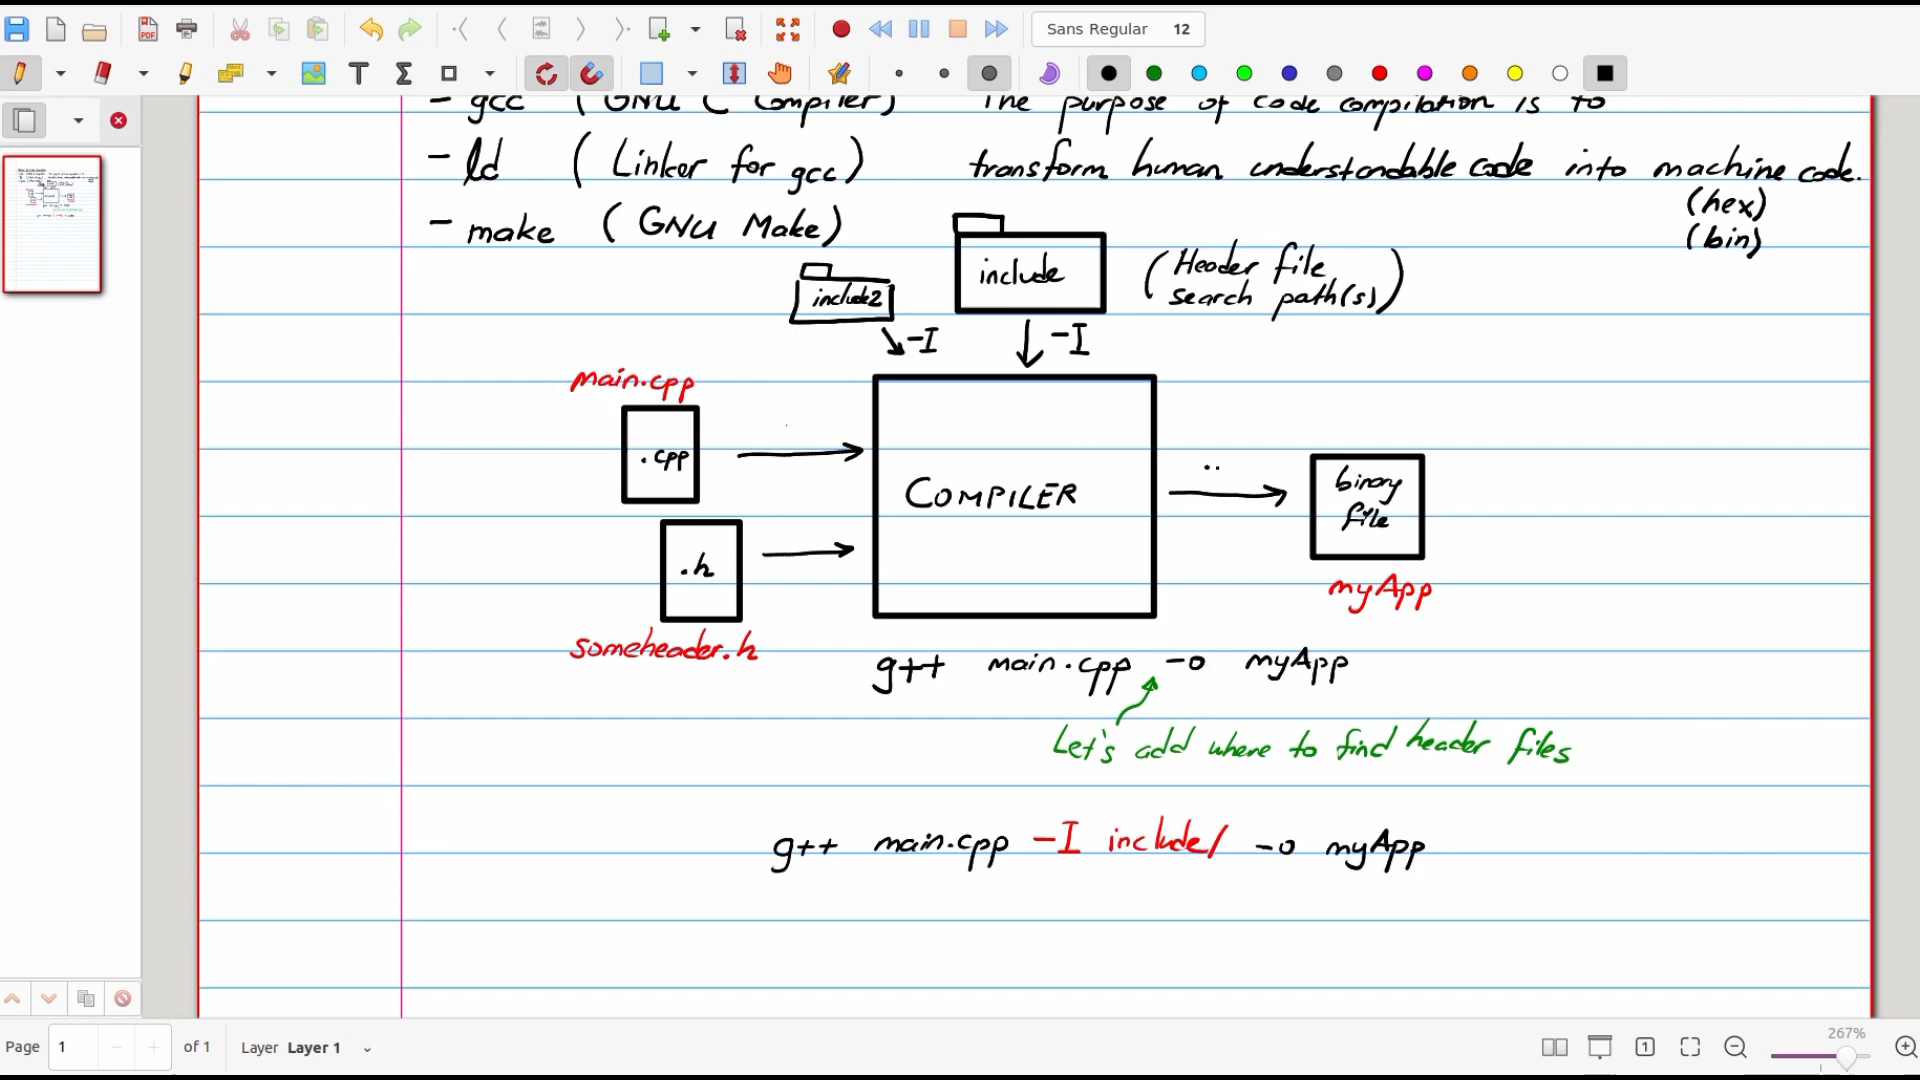 Sans Regular 12
- gcc (GNU C Compiler) The purpose of code compilation is to
- ld (Linker for gcc) transform human understandable code into machine code.
(hex)
- make (GNU Make)
(bin)
include
(Header file
search path(s))
include2
-I
-I
main.cpp
.cpp
COMPILER
binary
file
.h
myApp
someheader.h
g++ main.cpp -o myApp
Let's add where to find header files
g++ main.cpp -I include/ -o myApp
267%
Page 1 of 1 Layer Layer 1